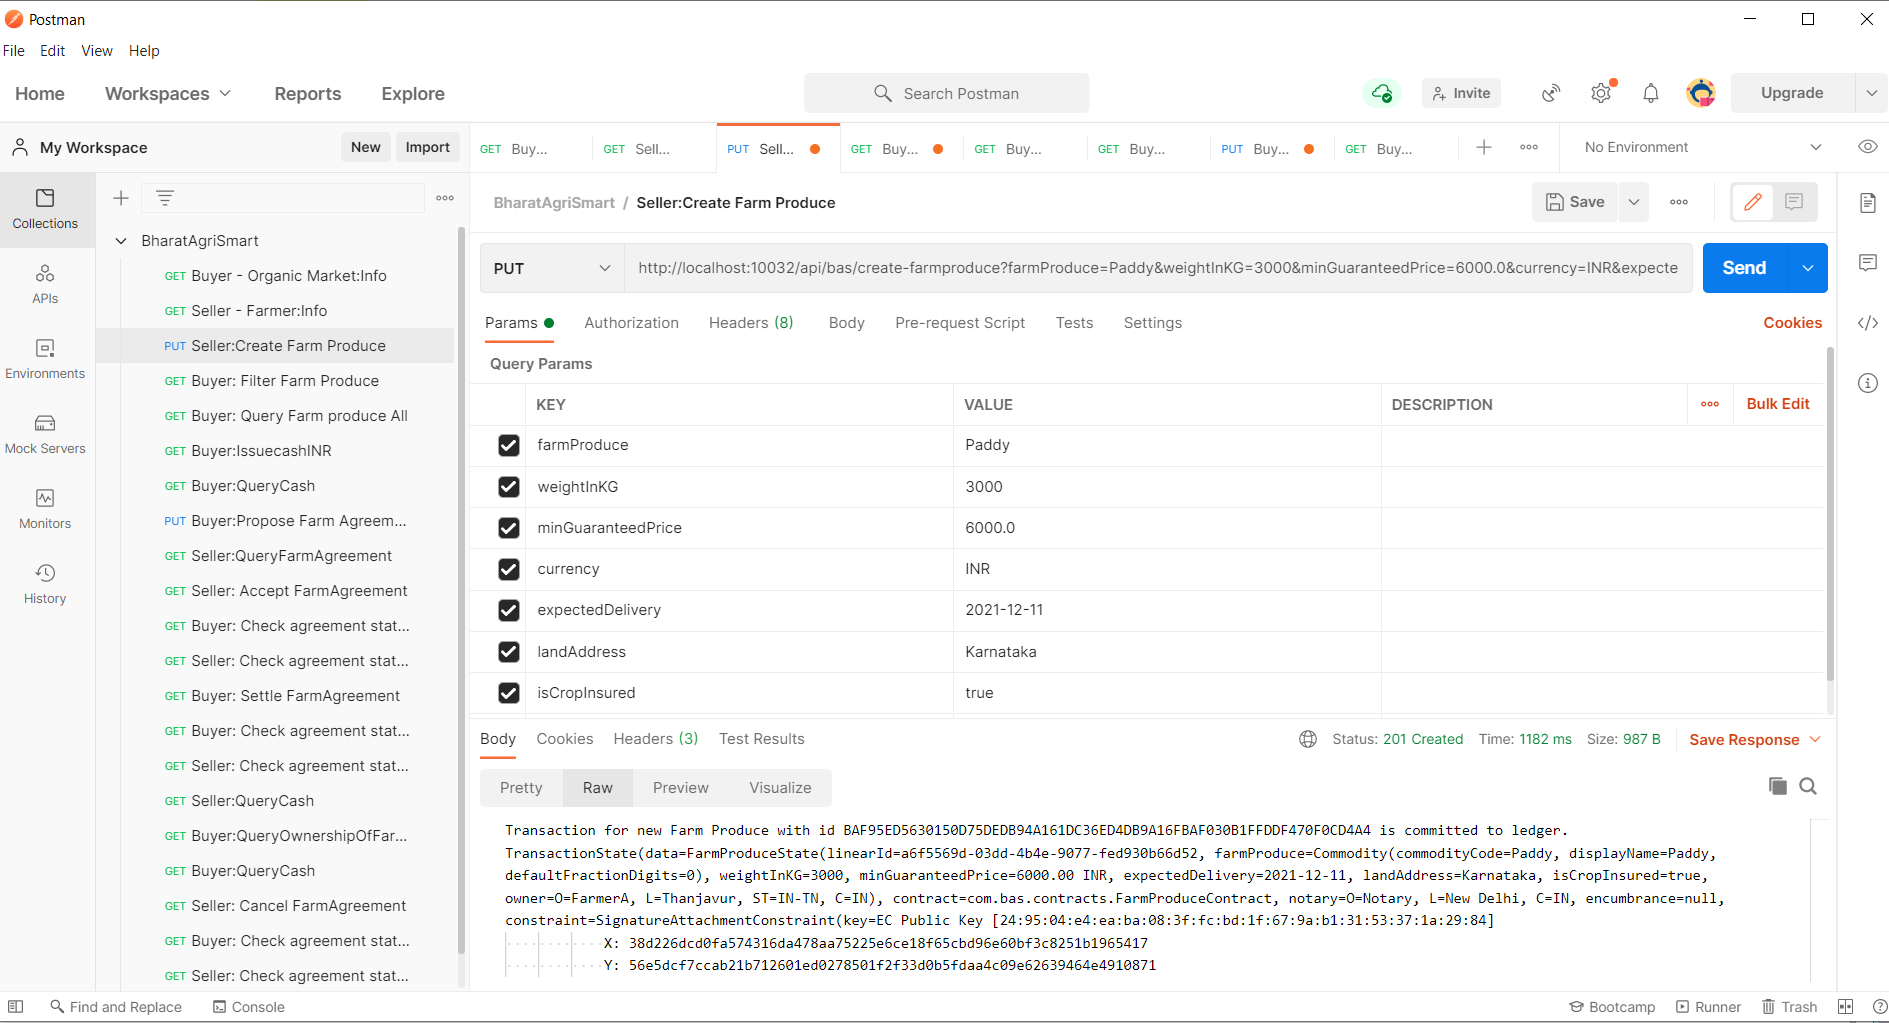 Postman
File Edit View Help
Home Workspaces Reports Explore Search Postman Invite Upgrade
My Workspace New Import GET Buy... GET Sell... PUT Sell... GET Buy... GET Buy... GET Buy... PUT Buy... GET Buy... No Environment
Collections
APIs
Environments
Mock Servers
Monitors
History
BharatAgriSmart
GET Buyer - Organic Market:Info
GET Seller - Farmer:Info
PUT Seller:Create Farm Produce
GET Buyer: Filter Farm Produce
GET Buyer: Query Farm produce All
GET Buyer:IssuecashINR
GET Buyer:QueryCash
PUT Buyer:Propose Farm Agreem...
GET Seller:QueryFarmAgreement
GET Seller: Accept FarmAgreement
GET Buyer: Check agreement stat...
GET Seller: Check agreement stat...
GET Buyer: Settle FarmAgreement
GET Buyer: Check agreement stat...
GET Seller: Check agreement stat...
GET Seller:QueryCash
GET Buyer:QueryOwnershipOfFar...
GET Buyer:QueryCash
GET Seller: Cancel FarmAgreement
GET Buyer: Check agreement stat...
GET Seller: Check agreement stat...
BharatAgriSmart / Seller:Create Farm Produce Save
PUT http://localhost:10032/api/bas/create-farmproduce?farmProduce=Paddy&weightInKG=3000&minGuaranteedPrice=6000.0&currency=INR&expecte Send
Params Authorization Headers (8) Body Pre-request Script Tests Settings Cookies
Query Params
KEY VALUE DESCRIPTION Bulk Edit
farmProduce Paddy
weightInKG 3000
minGuaranteedPrice 6000.0
currency INR
expectedDelivery 2021-12-11
landAddress Karnataka
isCropInsured true
Body Cookies Headers (3) Test Results Status: 201 Created Time: 1182 ms Size: 987 B Save Response
Pretty Raw Preview Visualize
Transaction for new Farm Produce with id BAF95ED5630150D75DEDB94A161DC36ED4DB9A16FBAF030B1FFDDF470F0CD4A4 is committed to ledger.
TransactionState(data=FarmProduceState(linearId=a6f5569d-03dd-4b4e-9077-fed930b66d52, farmProduce=Commodity(commodityCode=Paddy, displayName=Paddy,
defaultFractionDigits=0), weightInKG=3000, minGuaranteedPrice=6000.00 INR, expectedDelivery=2021-12-11, landAddress=Karnataka, isCropInsured=true,
owner=O=FarmerA, L=Thanjavur, ST=IN-TN, C=IN), contract=com.bas.contracts.FarmProduceContract, notary=O=Notary, L=New Delhi, C=IN, encumbrance=null,
constraint=SignatureAttachmentConstraint(key=EC Public Key [24:95:04:e4:ea:ba:08:3f:fc:bd:1f:67:9a:b1:31:53:37:1a:29:84]
X: 38d226dcd0fa574316da478aa75225e6ce18f65cbd96e60bf3c8251b1965417
Y: 56e5dcf7ccab21b712601ed0278501f2f33d0b5fdaa4c09e62639464e4910871
Find and Replace Console Bootcamp Runner Trash